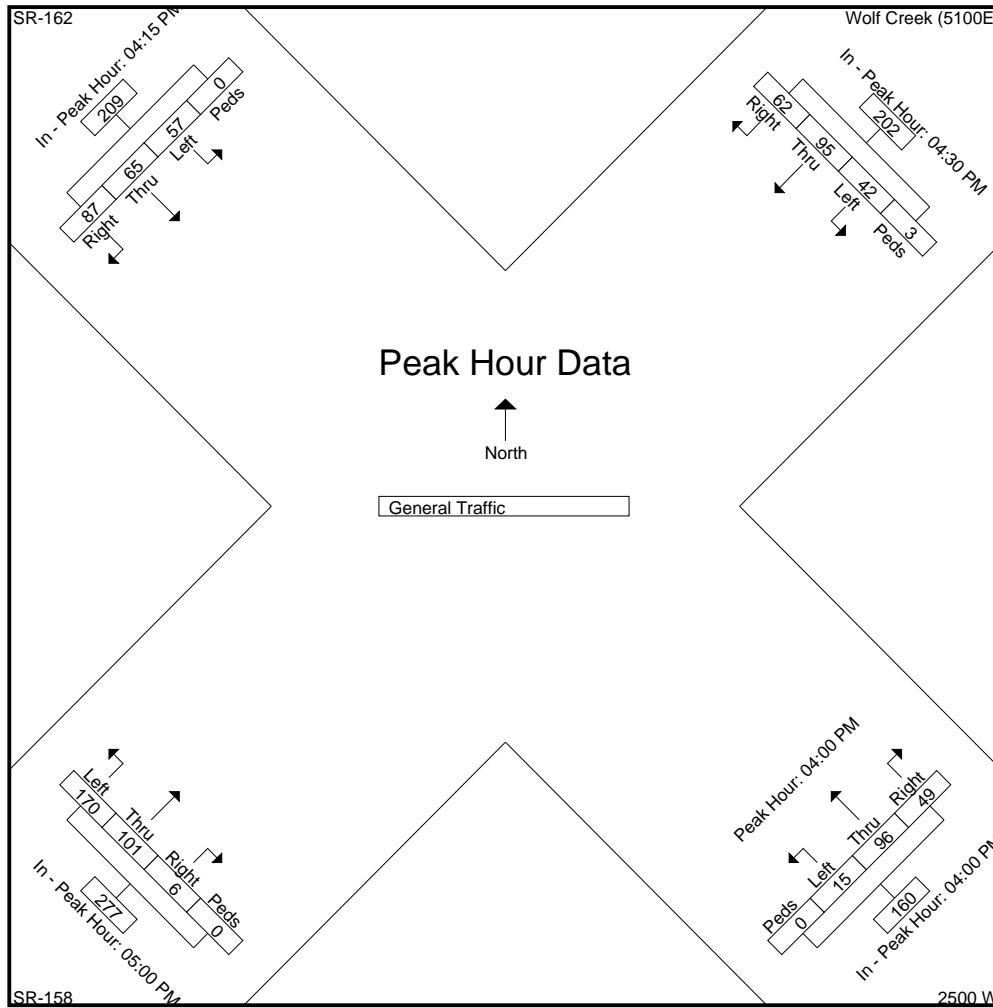 SR-162
Wolf Creek (5100E
In - Peak Hour: 04:15 PM
209
0
57
65
87
Peds
Left
Thru
Right
In - Peak Hour: 04:30 PM
202
62
95
42
3
Right
Thru
Left
Peds
Peak Hour Data
North
General Traffic
Left
Thru
Right
Peds
170
101
6
0
277
In - Peak Hour: 05:00 PM
SR-158
Peak Hour: 04:00 PM
Right
Thru
Left
Peds
49
96
15
0
160
In - Peak Hour: 04:00 PM
2500 W